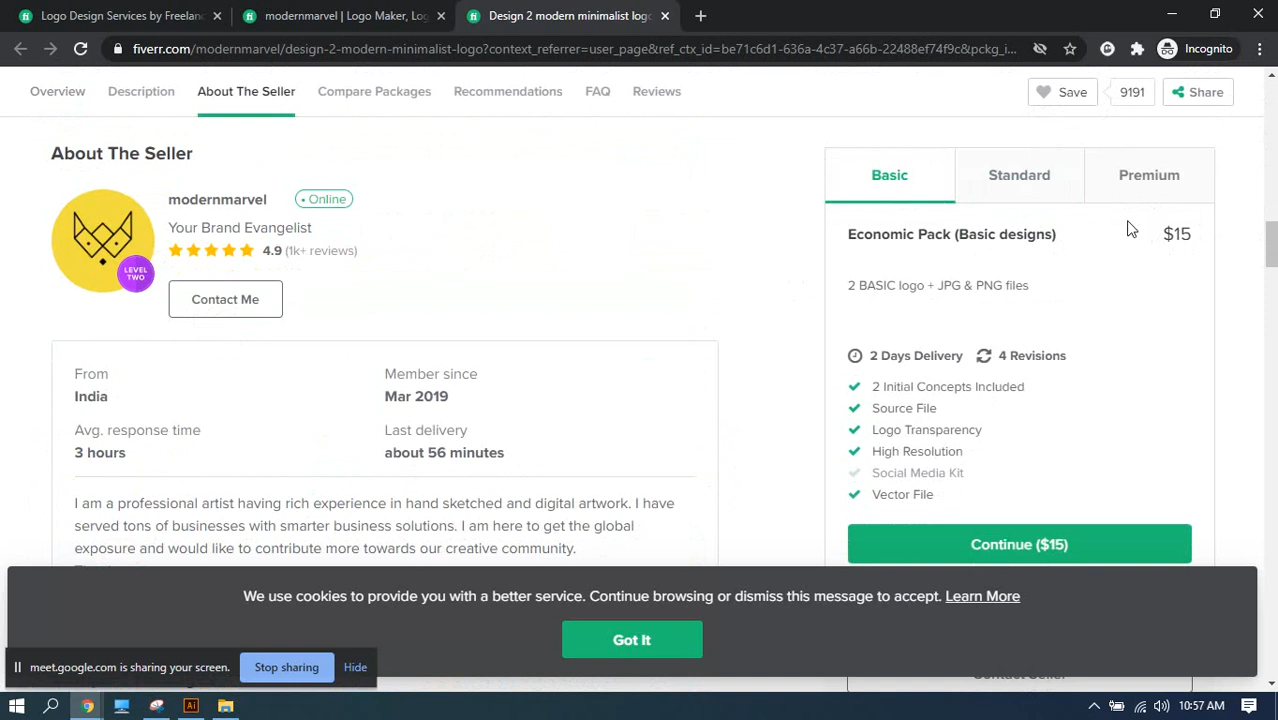 fi Logo Design Services by Freelan
fi modernmarvel | Logo Maker, Log
fi Design 2 modern minimalist logo
fiverr.com/modernmarvel/design-2-modern-minimalist-logo?context_referrer=user_page&ref_ctx_id=be71c6d1-636a-4c37-a66b-22488ef74f9c&pckg_i...
Incognito
Overview
Description
About The Seller
Compare Packages
Recommendations
FAQ
Reviews
Save
9191
Share
About The Seller
modernmarvel
• Online
Your Brand Evangelist
4.9 (1k+ reviews)
LEVEL
TWO
Contact Me
From
India
Member since
Mar 2019
Avg. response time
3 hours
Last delivery
about 56 minutes
I am a professional artist having rich experience in hand sketched and digital artwork. I have
served tons of businesses with smarter business solutions. I am here to get the global
exposure and would like to contribute more towards our creative community.
Basic
Standard
Premium
Economic Pack (Basic designs)
$15
2 BASIC logo + JPG & PNG files
2 Days Delivery
4 Revisions
2 Initial Concepts Included
Source File
Logo Transparency
High Resolution
Social Media Kit
Vector File
Continue ($15)
We use cookies to provide you with a better service. Continue browsing or dismiss this message to accept. Learn More
Got It
meet.google.com is sharing your screen.
Stop sharing
Hide
Ai
10:57 AM